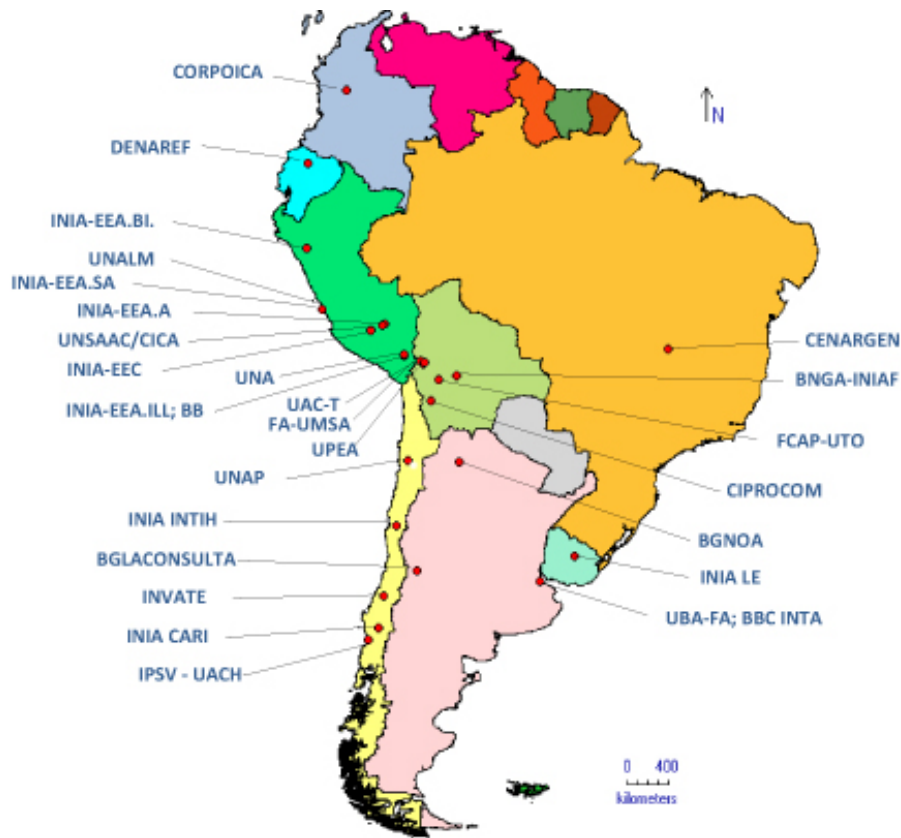 CORPOICA
N
DENAREF
INIA-EEA.BI.
UNALM
INIA-EEA.SA
INIA-EEA.A
UNSAAC/CICA
CENARGEN
INIA-EEC
UNA
BNGA-INIAF
INIA-EEA.ILL; BB
UAC-T
FA-UMSA
UPEA
FCAP-UTO
UNAP
CIPROCOM
INIA INTIH
BGNOA
BGLACONSULTA
INIA LE
INVATE
UBA-FA; BBC INTA
INIA CARI
IPSV - UACH
0 400
kilometers